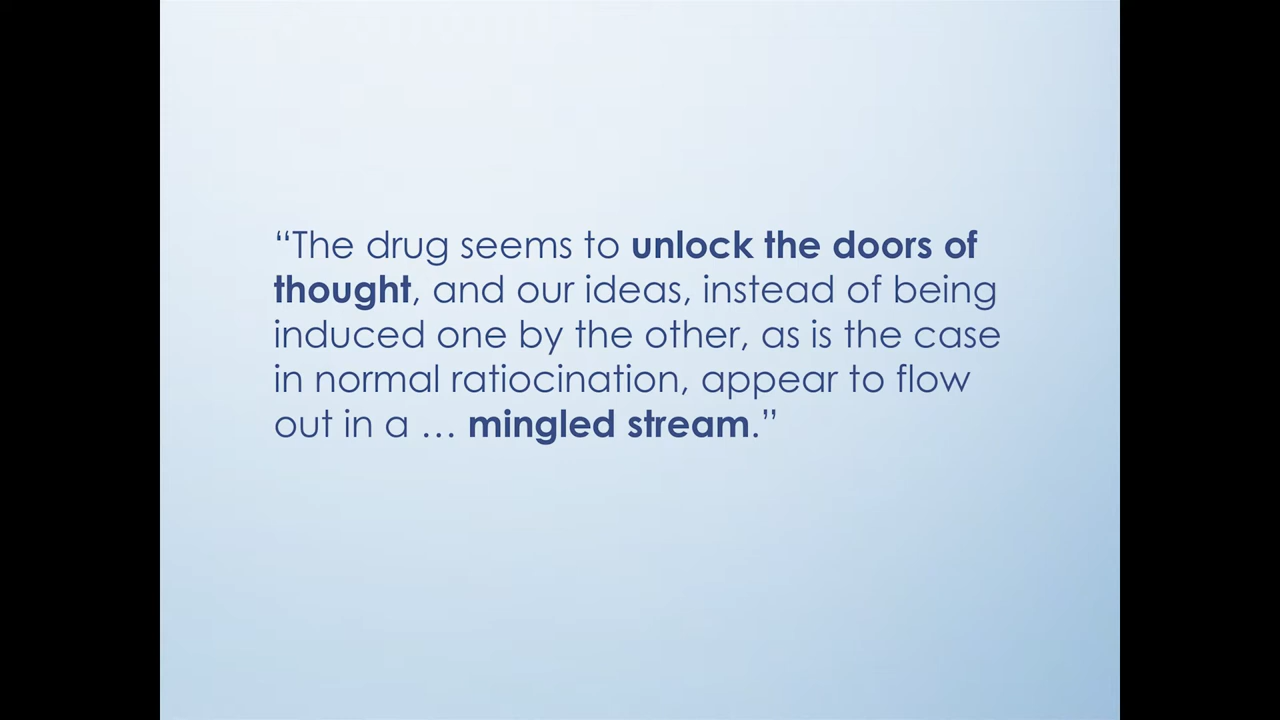 “The drug seems to unlock the doors of
thought, and our ideas, instead of being
induced one by the other, as is the case
in normal ratiocination, appear to flow
out in a … mingled stream.”